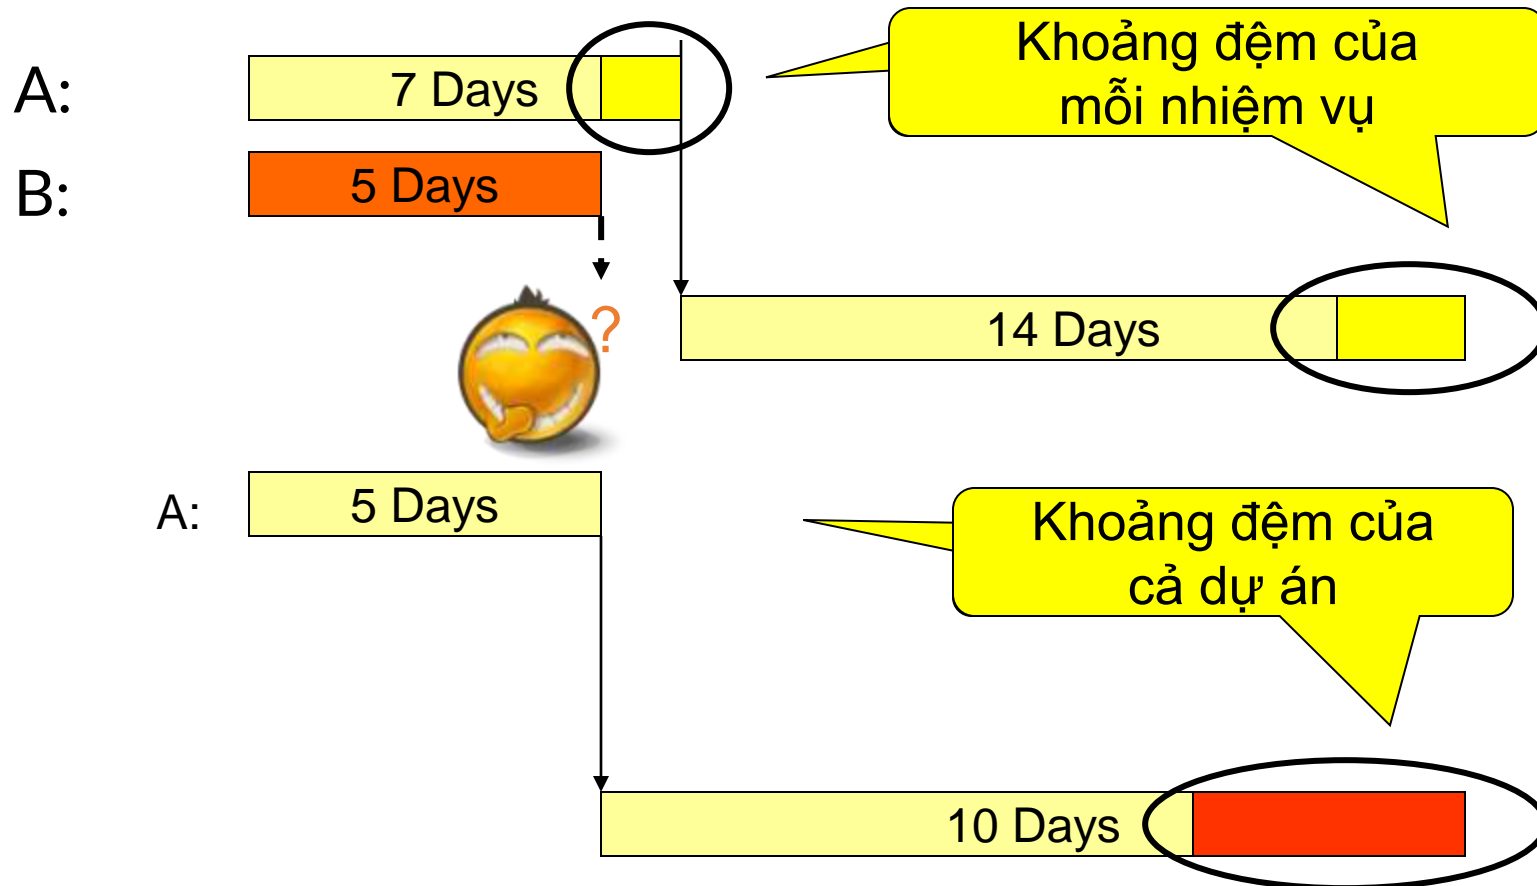 A:
7 Days
Khoảng đệm của
mỗi nhiệm vụ
B:
5 Days
?
14 Days
A:
5 Days
Khoảng đệm của
cả dự án
10 Days